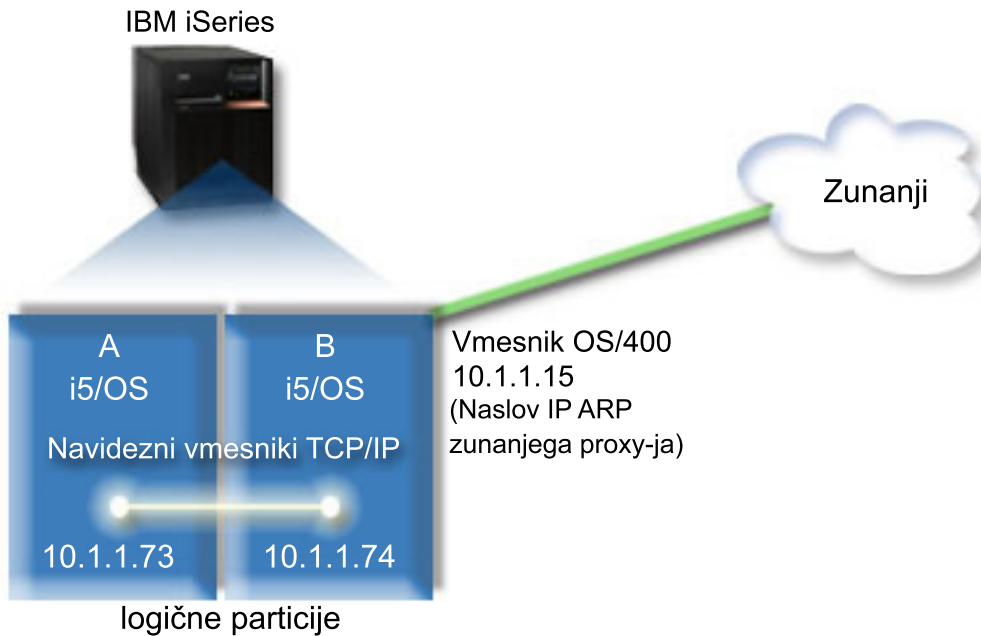 IBM iSeries
Zunanji
A
i5/OS
B
i5/OS
Navidezni vmesniki TCP/IP
10.1.1.73
10.1.1.74
logične particije
Vmesnik OS/400
10.1.1.15
(Naslov IP ARP
zunanjega proxy-ja)